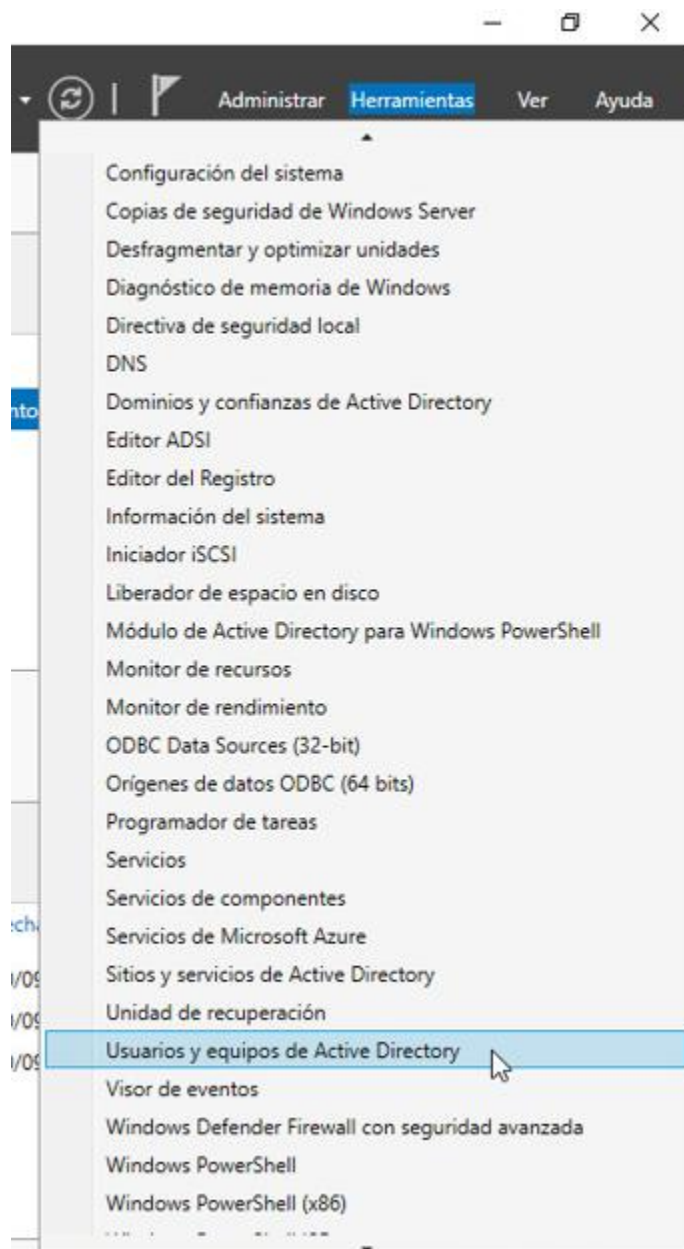 Administrar Herramientas Ver Ayuda
Configuración del sistema
Copias de seguridad de Windows Server
Desfragmentar y optimizar unidades
Diagnóstico de memoria de Windows
Directiva de seguridad local
DNS
Dominios y confianzas de Active Directory
Editor ADSI
Editor del Registro
Información del sistema
Iniciador iSCSI
Liberador de espacio en disco
Módulo de Active Directory para Windows PowerShell
Monitor de recursos
Monitor de rendimiento
ODBC Data Sources (32-bit)
Orígenes de datos ODBC (64 bits)
Programador de tareas
Servicios
Servicios de componentes
Servicios de Microsoft Azure
Sitios y servicios de Active Directory
Unidad de recuperación
Usuarios y equipos de Active Directory
Visor de eventos
Windows Defender Firewall con seguridad avanzada
Windows PowerShell
Windows PowerShell (x86)